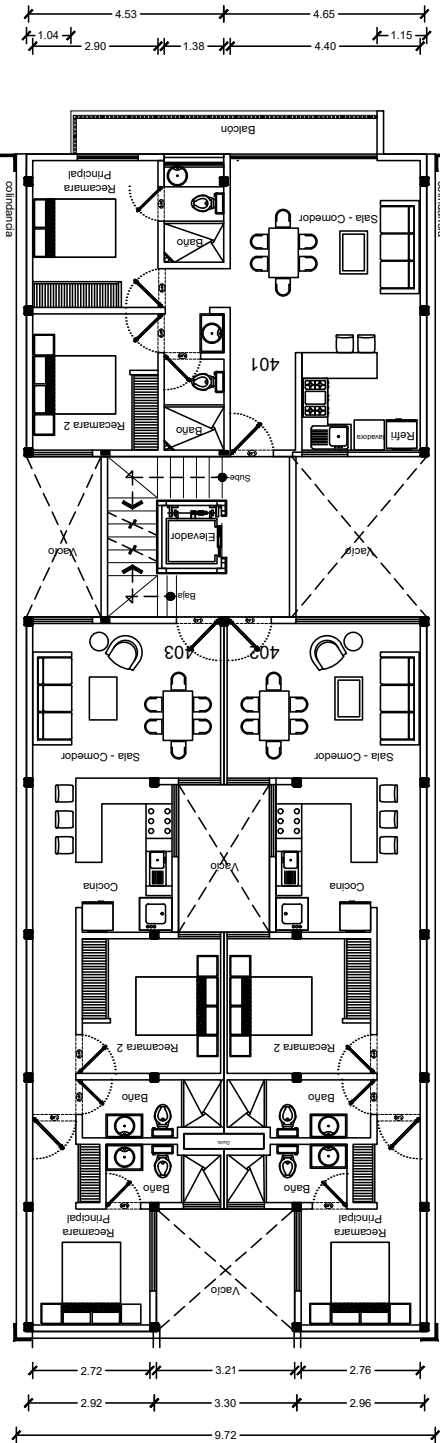 4.53 4.65
1.04 1.15
2.90 1.38 4.40
Balcón
colindancia
colindancia
Recamara
Principal
Baño
Sala - Comedor
401
Recamara 2
Baño
lavadora
Refri
Vacío
Sube
Elevador
Vacío
Baja
403
402
Sala - Comedor
Sala - Comedor
Vacío
Cocina
Cocina
Recamara 2
Recamara 2
Baño
Baño
Ducto
Baño
Baño
Recamara
Principal
Recamara
Principal
Vacío
2.72 3.21 2.76
2.92 3.30 2.96
9.72